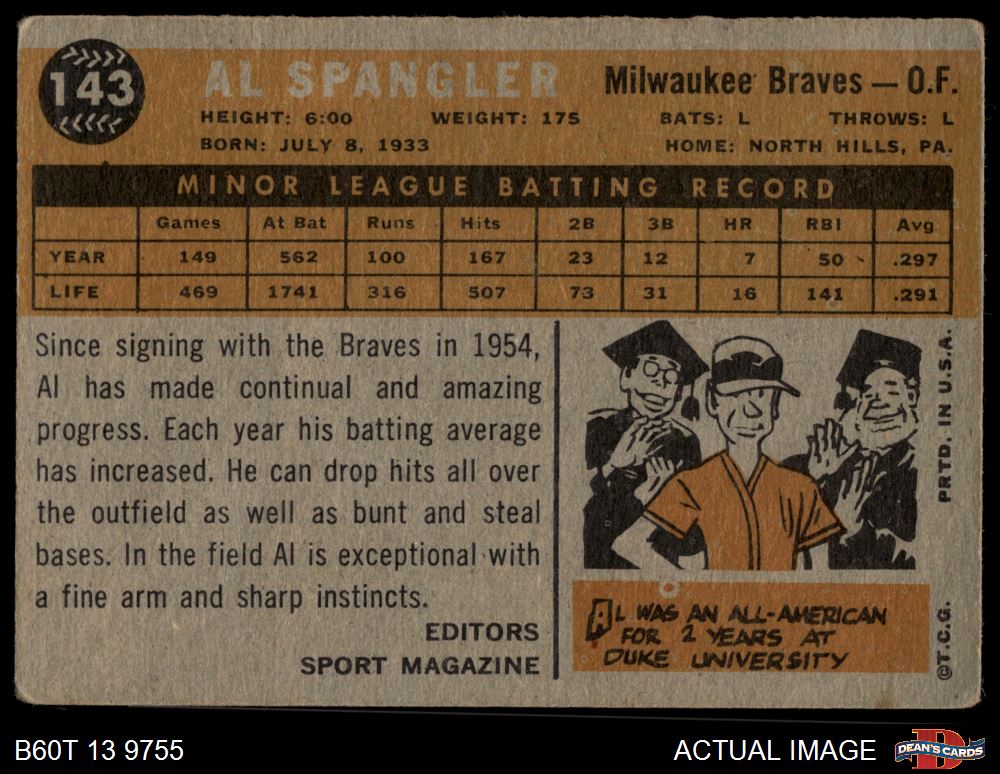 143
AL SPANGLER Milwaukee Braves — O.F.
HEIGHT: 6:00 WEIGHT: 175 BATS: L THROWS: L
BORN: JULY 8, 1933 HOME: NORTH HILLS, PA.
MINOR LEAGUE BATTING RECORD
Games At Bat Runs Hits 2B 3B HR RBI Avg
YEAR 149 562 100 167 23 12 7 50 .297
LIFE 469 1741 316 507 73 31 16 141 .291
Since signing with the Braves in 1954,
Al has made continual and amazing
progress. Each year his batting average
has increased. He can drop hits all over
the outfield as well as bunt and steal
bases. In the field Al is exceptional with
a fine arm and sharp instincts.
EDITORS
SPORT MAGAZINE
AL WAS AN ALL-AMERICAN
FOR 2 YEARS AT
DUKE UNIVERSITY
PRTD. IN U.S.A.
©T.C.G.
B60T 13 9755
ACTUAL IMAGE
DEAN'S CARDS